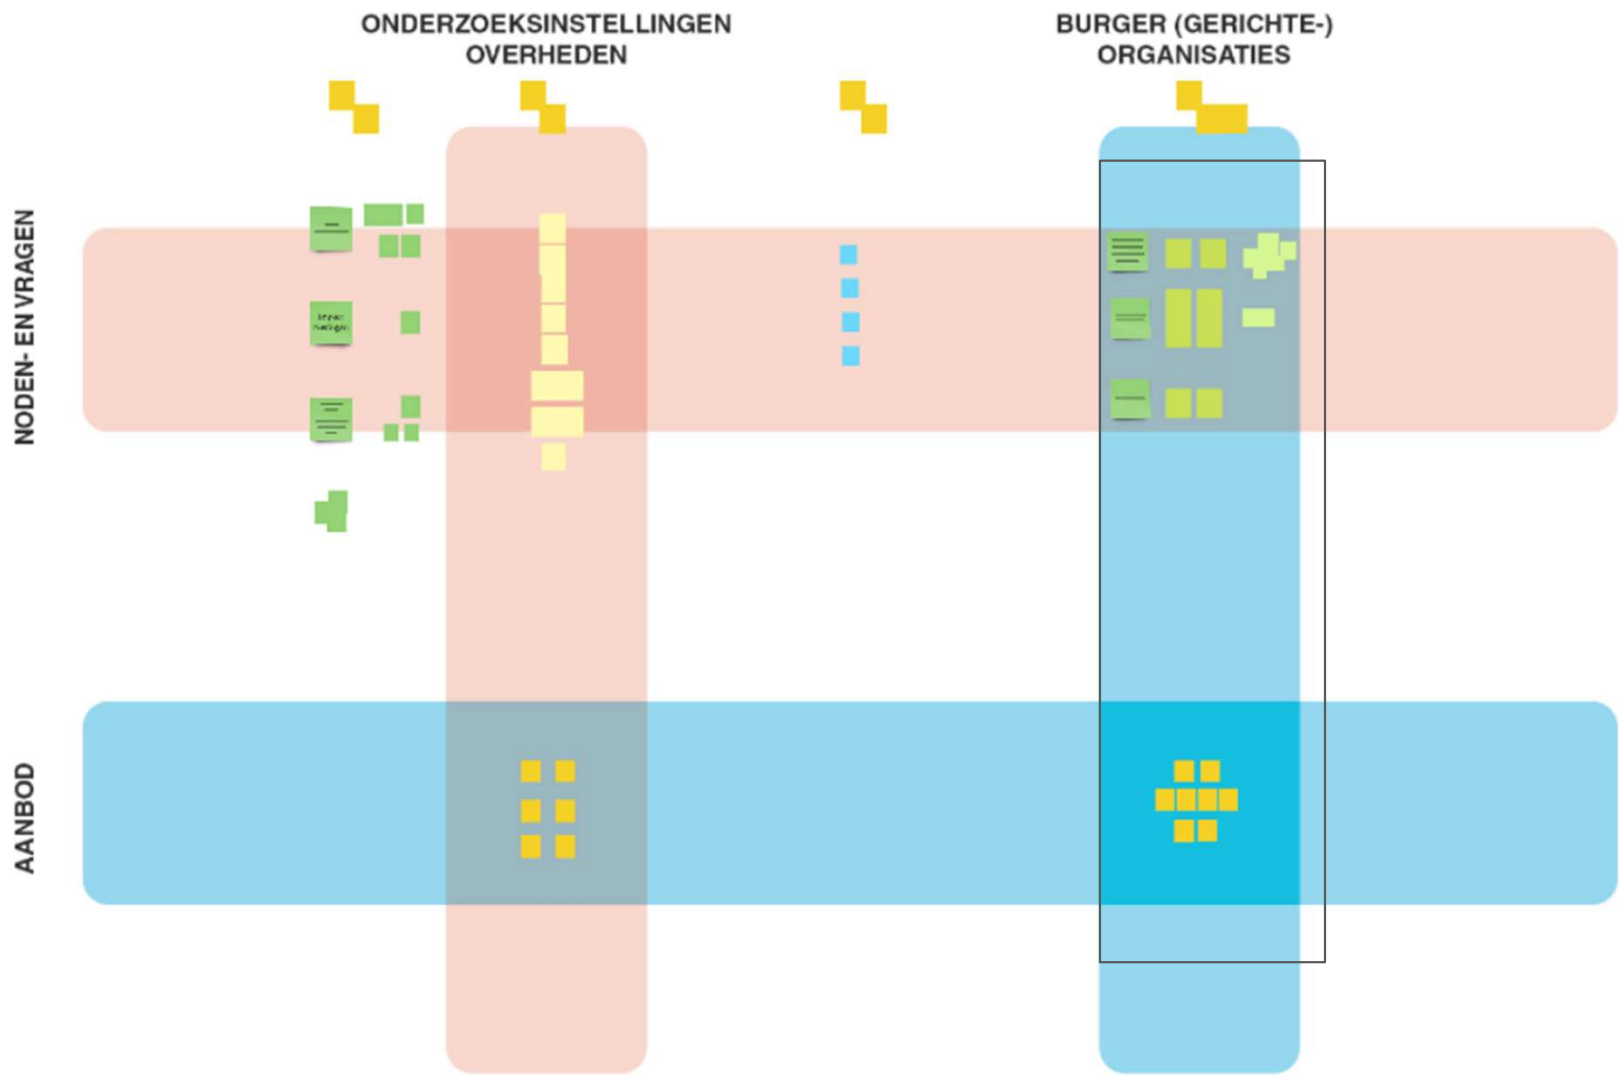 ONDERZOEKSINSTELLINGEN
OVERHEDEN
BURGER (GERICHTE-)
ORGANISATIES
NODEN- EN VRAGEN
AANBOD